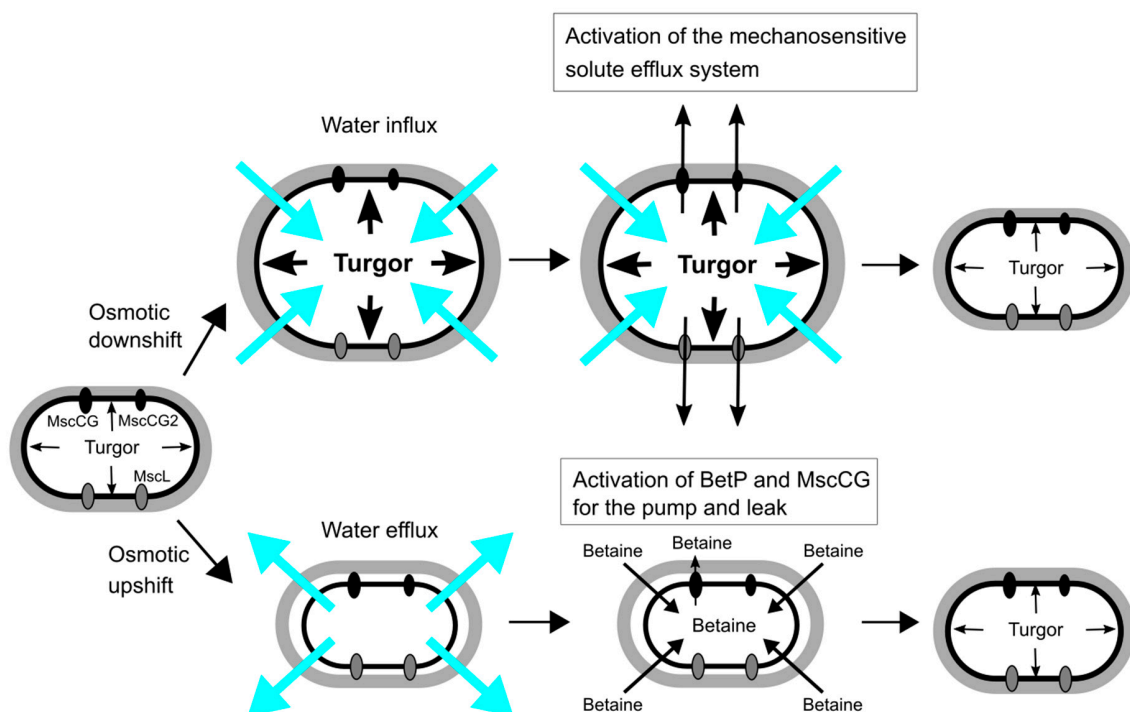 Activation of the mechanosensitive
solute efflux system
Water influx
Turgor
Turgor
Turgor
Osmotic
downshift
MscCG
MscCG2
Turgor
MscL
Osmotic
upshift
Water efflux
Activation of BetP and MscCG
for the pump and leak
Betaine
Betaine
Betaine
Betaine
Betaine
Betaine
Turgor